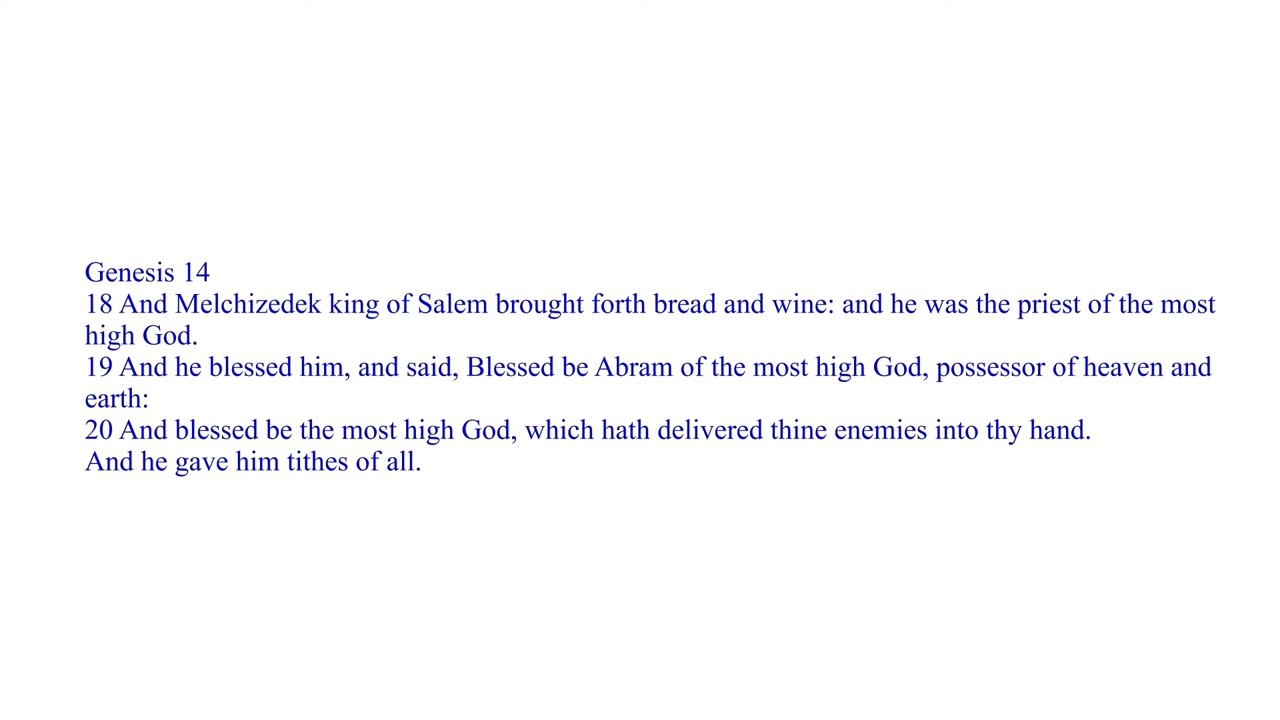 Genesis 14
18 And Melchizedek king of Salem brought forth bread and wine: and he was the priest of the most
high God.
19 And he blessed him, and said, Blessed be Abram of the most high God, possessor of heaven and
earth:
20 And blessed be the most high God, which hath delivered thine enemies into thy hand.
And he gave him tithes of all.